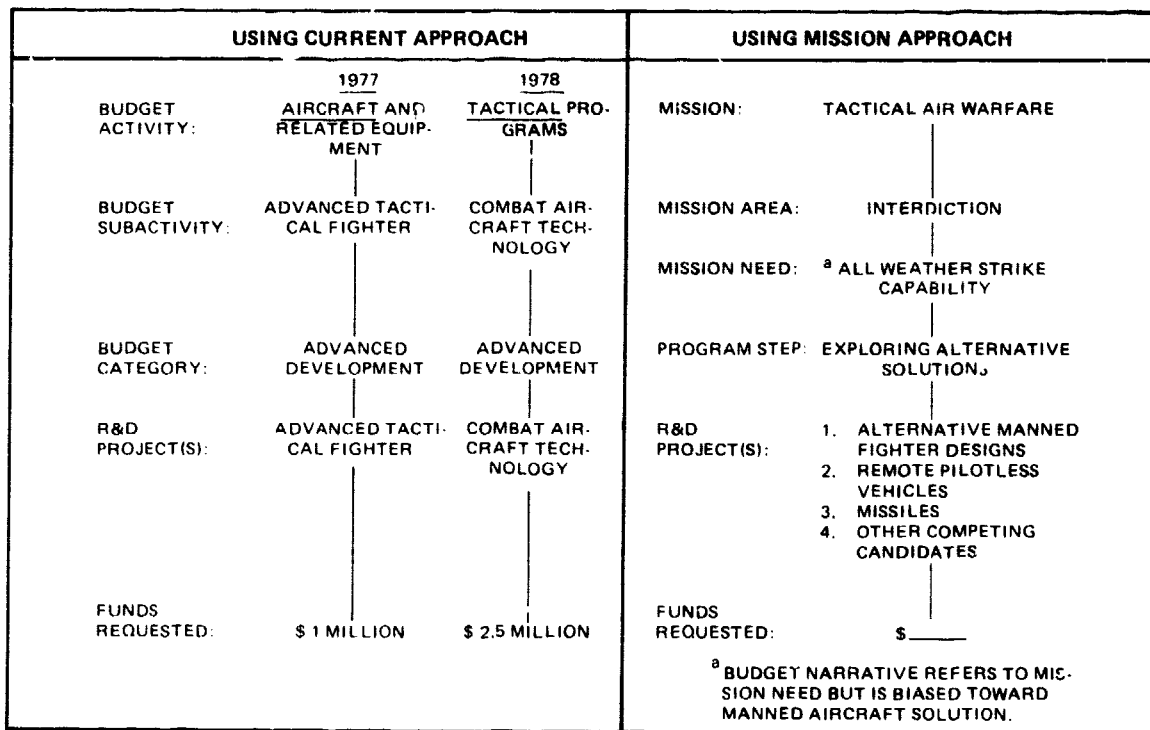 USING CURRENT APPROACH
1977
1978
BUDGET
ACTIVITY:
AIRCRAFT AND
RELATED EQUIP-
MENT
TACTICAL PRO-
GRAMS
BUDGET
SUBACTIVITY:
ADVANCED TACTI-
CAL FIGHTER
COMBAT AIR-
CRAFT TECH-
NOLOGY
BUDGET
CATEGORY:
ADVANCED
DEVELOPMENT
ADVANCED
DEVELOPMENT
R&D
PROJECT(S):
ADVANCED TACTI-
CAL FIGHTER
COMBAT AIR-
CRAFT TECH-
NOLOGY
FUNDS
REQUESTED:
$ 1 MILLION
$ 2.5 MILLION
USING MISSION APPROACH
MISSION:
TACTICAL AIR WARFARE
MISSION AREA:
INTERDICTION
MISSION NEED:
a ALL WEATHER STRIKE
CAPABILITY
PROGRAM STEP:
EXPLORING ALTERNATIVE
SOLUTIONS
R&D
PROJECT(S):
1. ALTERNATIVE MANNED
FIGHTER DESIGNS
2. REMOTE PILOTLESS
VEHICLES
3. MISSILES
4. OTHER COMPETING
CANDIDATES
FUNDS
REQUESTED:
$ ______
a BUDGET NARRATIVE REFERS TO MIS-
SION NEED BUT IS BIASED TOWARD
MANNED AIRCRAFT SOLUTION.